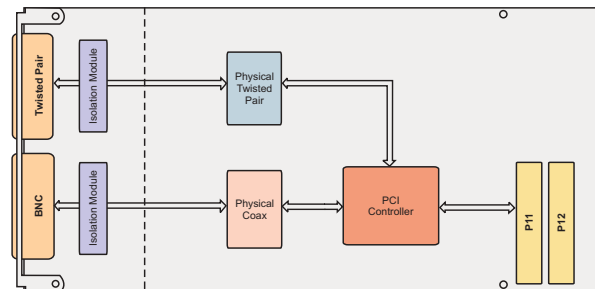 Twisted Pair
Isolation Module
Physical
Twisted
Pair
BNC
Isolation Module
Physical
Coax
PCI
Controller
P11
P12